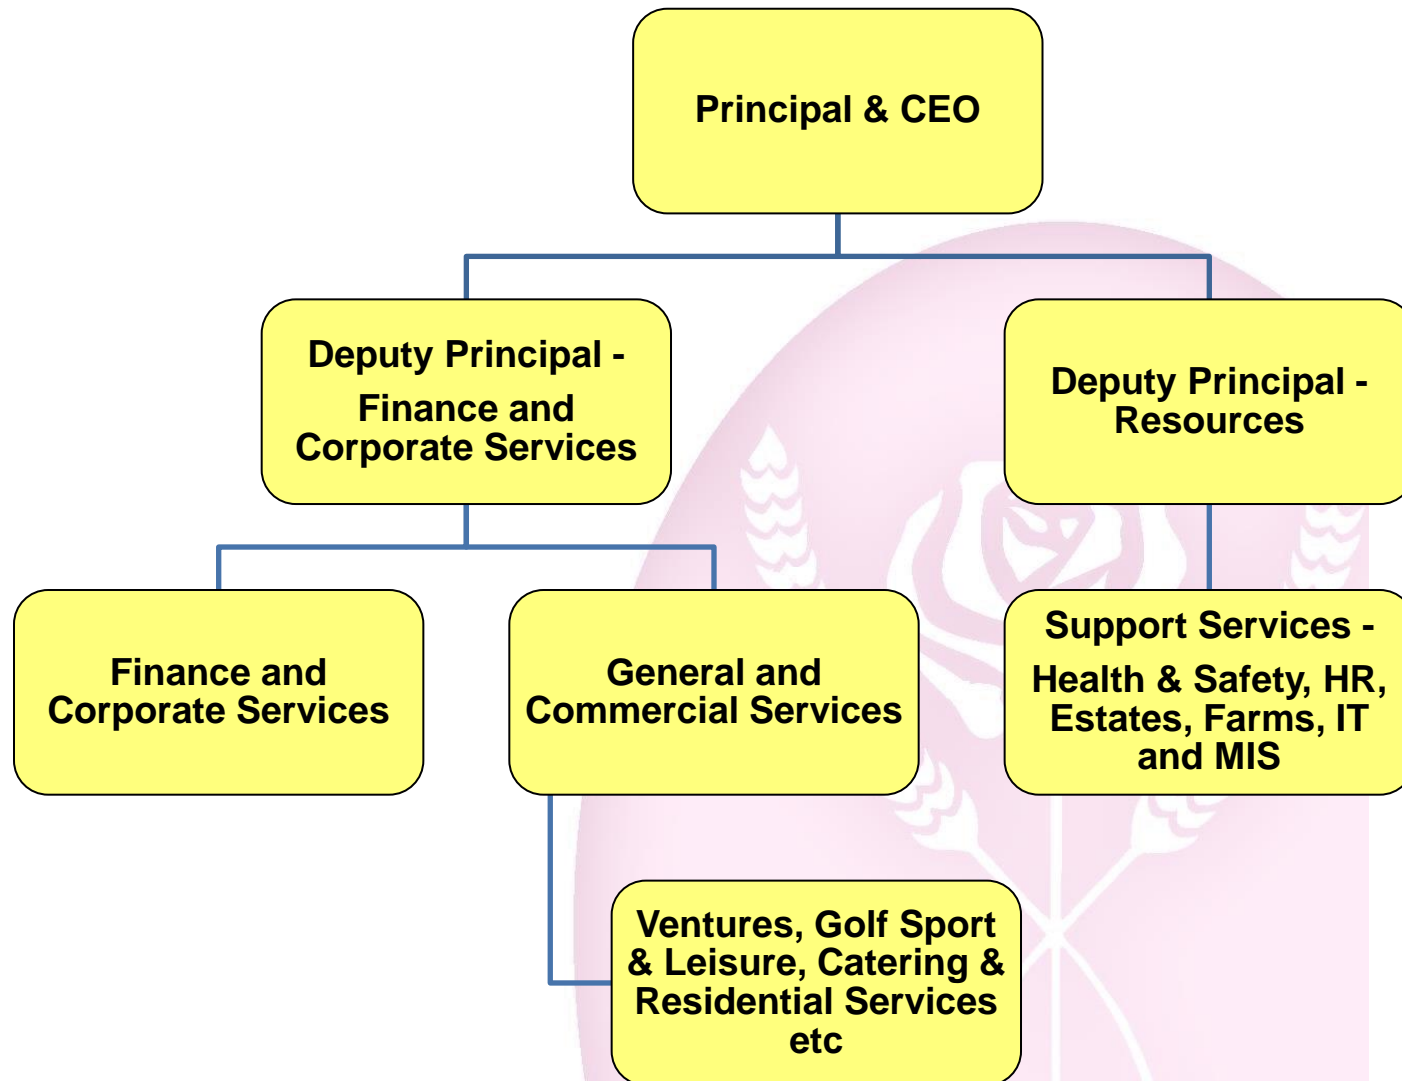 Principal & CEO
Deputy Principal -
Finance and
Corporate Services
Deputy Principal -
Resources
Finance and
Corporate Services
General and
Commercial Services
Support Services -
Health & Safety, HR,
Estates, Farms, IT
and MIS
Ventures, Golf Sport
& Leisure, Catering &
Residential Services
etc